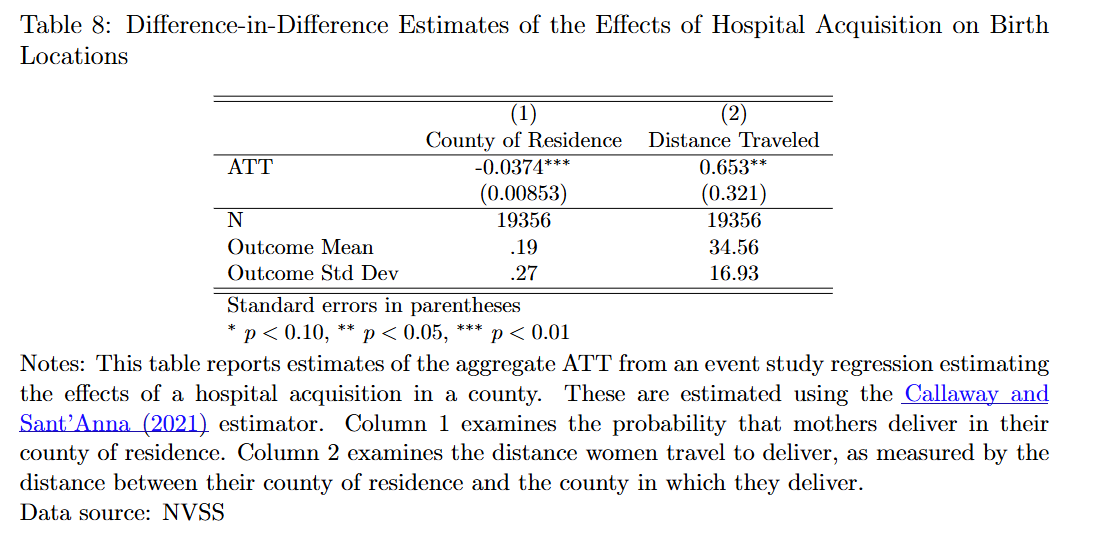 Table 8: Difference-in-Difference Estimates of the Effects of Hospital Acquisition on Birth
Locations
(1) (2)
County of Residence Distance Traveled
ATT -0.0374*** 0.653**
(0.00853) (0.321)
N 19356 19356
Outcome Mean .19 34.56
Outcome Std Dev .27 16.93
Standard errors in parentheses
* p < 0.10, ** p < 0.05, *** p < 0.01
Notes: This table reports estimates of the aggregate ATT from an event study regression estimating
the effects of a hospital acquisition in a county. These are estimated using the Callaway and
Sant'Anna (2021) estimator. Column 1 examines the probability that mothers deliver in their
county of residence. Column 2 examines the distance women travel to deliver, as measured by the
distance between their county of residence and the county in which they deliver.
Data source: NVSS